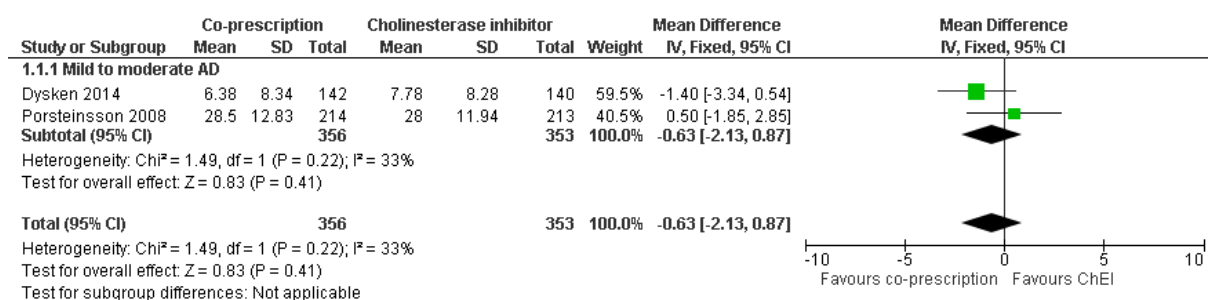 Co-prescription Cholinesterase inhibitor Mean Difference Mean Difference
Study or Subgroup Mean SD Total Mean SD Total Weight IV, Fixed, 95% CI IV, Fixed, 95% CI
1.1.1 Mild to moderate AD
Dysken 2014 6.38 8.34 142 7.78 8.28 140 59.5% -1.40 [-3.34, 0.54]
Porsteinsson 2008 28.5 12.83 214 28 11.94 213 40.5% 0.50 [-1.85, 2.85]
Subtotal (95% CI) 356 353 100.0% -0.63 [-2.13, 0.87]
Heterogeneity: Chi² = 1.49, df = 1 (P = 0.22); I² = 33%
Test for overall effect: Z = 0.83 (P = 0.41)
Total (95% CI) 356 353 100.0% -0.63 [-2.13, 0.87]
Heterogeneity: Chi² = 1.49, df = 1 (P = 0.22); I² = 33%
Test for overall effect: Z = 0.83 (P = 0.41)
Test for subgroup differences: Not applicable
-10 -5 0 5 10
Favours co-prescription Favours ChEI